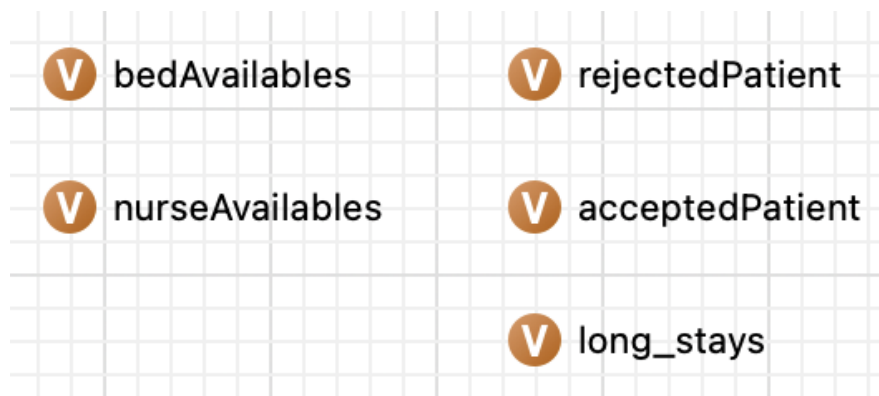 V bedAvailables
V rejectedPatient
V nurseAvailables
V acceptedPatient
V long_stays